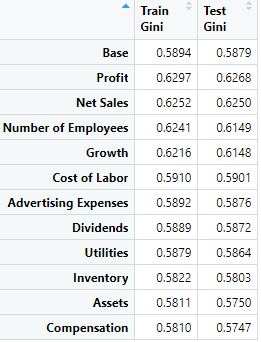 Train Gini Test Gini
Base 0.5894 0.5879
Profit 0.6297 0.6268
Net Sales 0.6252 0.6250
Number of Employees 0.6241 0.6149
Growth 0.6216 0.6148
Cost of Labor 0.5910 0.5901
Advertising Expenses 0.5892 0.5876
Dividends 0.5889 0.5872
Utilities 0.5879 0.5864
Inventory 0.5822 0.5803
Assets 0.5811 0.5750
Compensation 0.5810 0.5747